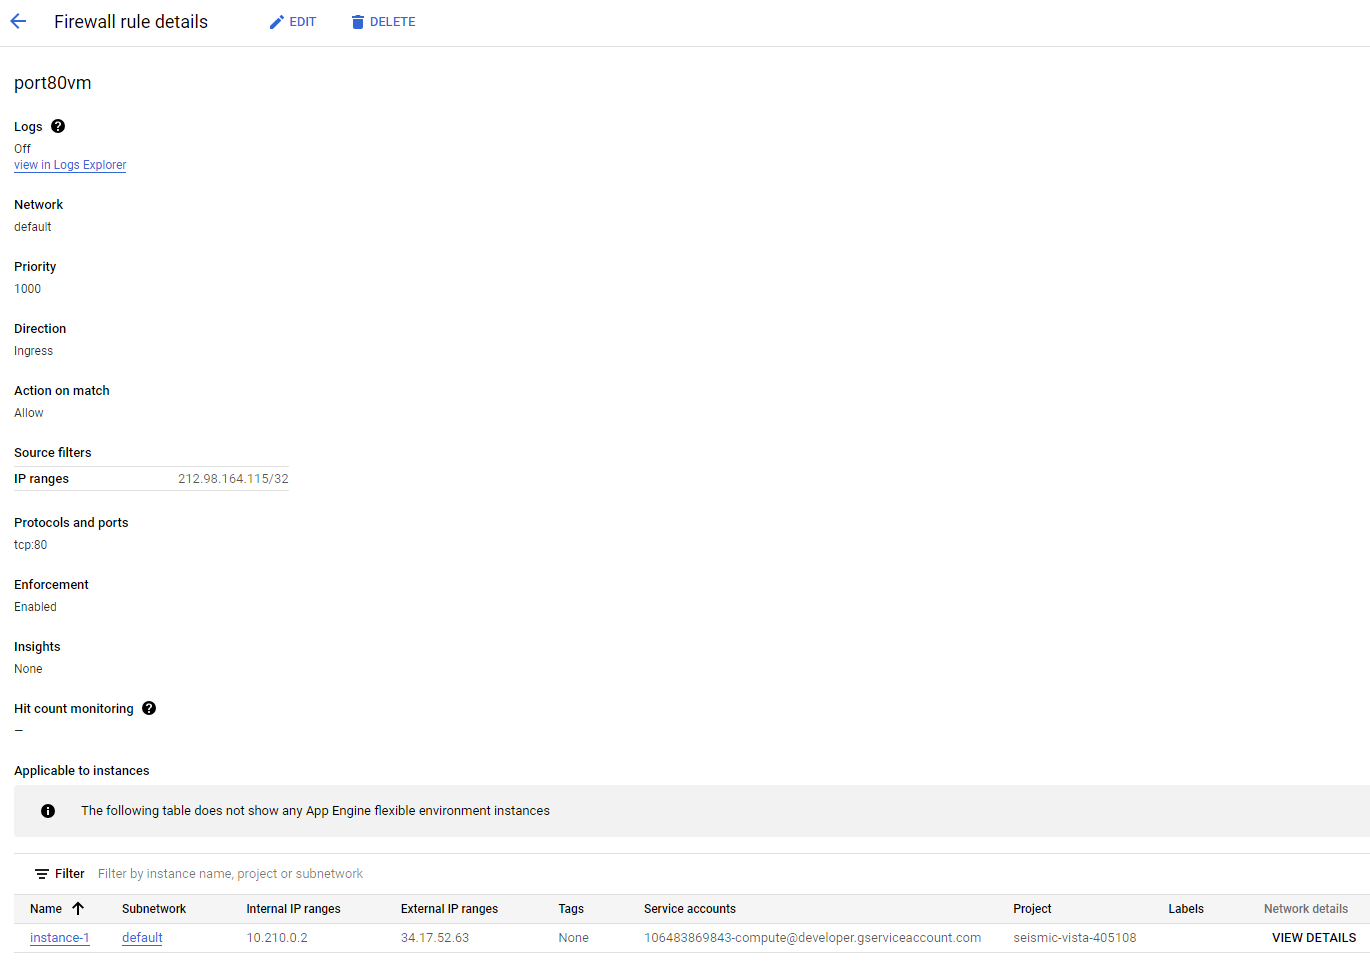 Firewall rule details EDIT DELETE
port80vm
Logs
Off
view in Logs Explorer
Network
default
Priority
1000
Direction
Ingress
Action on match
Allow
Source filters
IP ranges 212.98.164.115/32
Protocols and ports
tcp:80
Enforcement
Enabled
Insights
None
Hit count monitoring
–
Applicable to instances
The following table does not show any App Engine flexible environment instances
Filter Filter by instance name, project or subnetwork
Name Subnetwork Internal IP ranges External IP ranges Tags Service accounts Project Labels Network details
instance-1 default 10.210.0.2 34.17.52.63 None 106483869843-compute@developer.gserviceaccount.com seismic-vista-405108 VIEW DETAILS